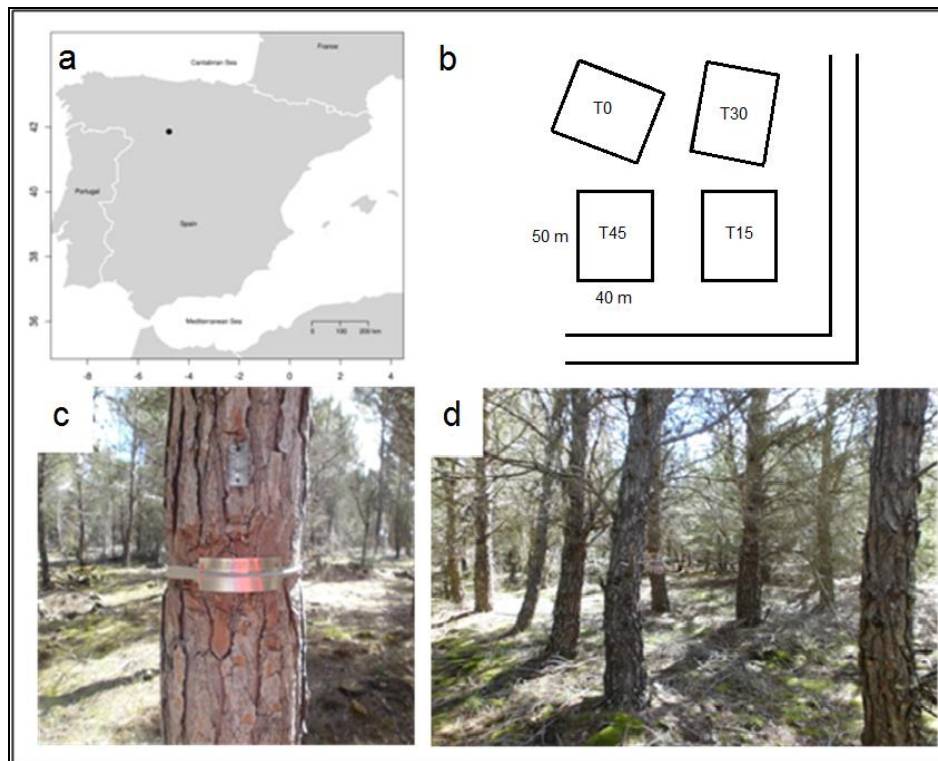 a
France
Cantabrian Sea
42
40
38
36
Portugal
Spain
Mediterranean Sea
0 100 200 km
-8 -6 -4 -2 0 2 4
b
T0
T30
T45
T15
50 m
40 m
c
d